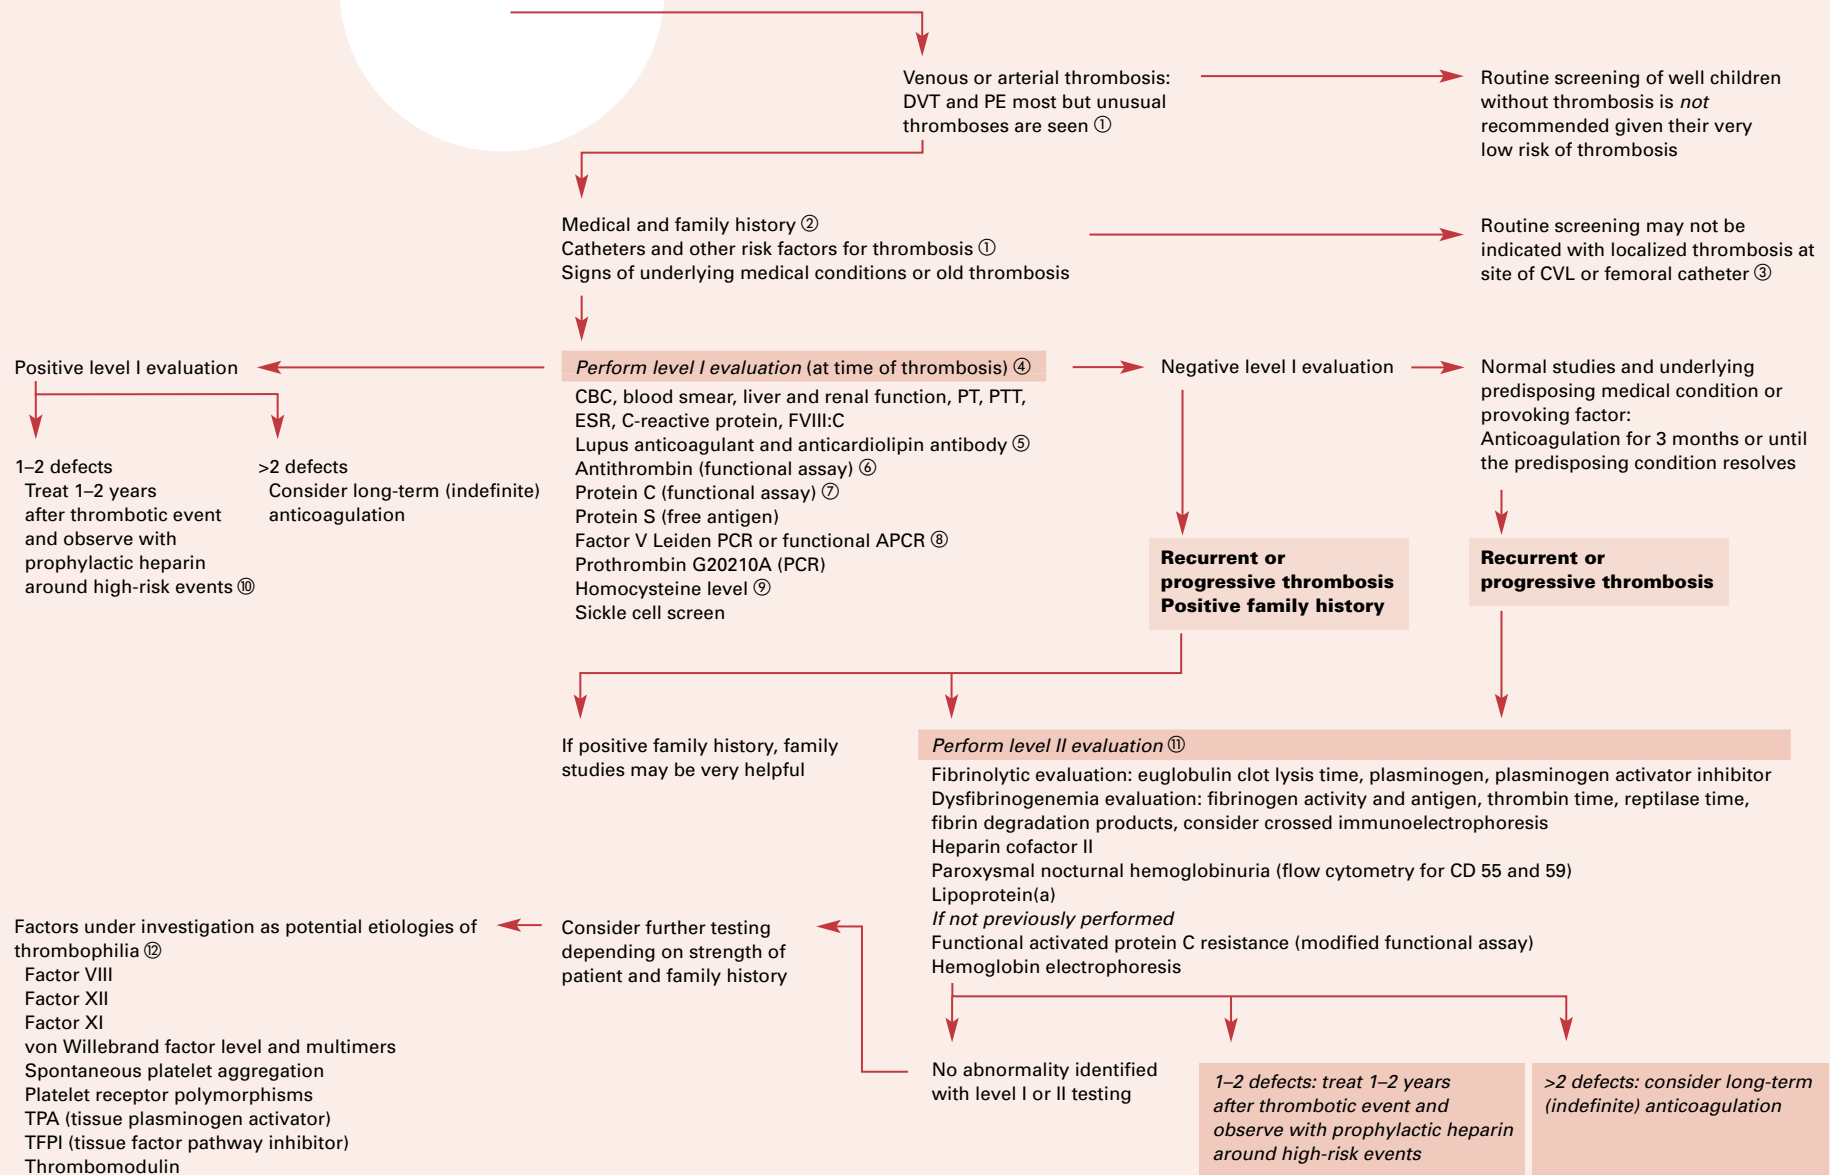 Venous or arterial thrombosis:
DVT and PE most but unusual
thromboses are seen ①
Routine screening of well children
without thrombosis is not
recommended given their very
low risk of thrombosis
Medical and family history ②
Catheters and other risk factors for thrombosis ①
Signs of underlying medical conditions or old thrombosis
Routine screening may not be
indicated with localized thrombosis at
site of CVL or femoral catheter ③
Positive level I evaluation
1–2 defects
Treat 1–2 years
after thrombotic event
and observe with
prophylactic heparin
around high-risk events ⑩
>2 defects
Consider long-term (indefinite)
anticoagulation
Perform level I evaluation (at time of thrombosis) ④
CBC, blood smear, liver and renal function, PT, PTT,
ESR, C-reactive protein, FVIII:C
Lupus anticoagulant and anticardiolipin antibody ⑤
Antithrombin (functional assay) ⑥
Protein C (functional assay) ⑦
Protein S (free antigen)
Factor V Leiden PCR or functional APCR ⑧
Prothrombin G20210A (PCR)
Homocysteine level ⑨
Sickle cell screen
Negative level I evaluation
Normal studies and underlying
predisposing medical condition or
provoking factor:
Anticoagulation for 3 months or until
the predisposing condition resolves
Recurrent or
progressive thrombosis
Positive family history
Recurrent or
progressive thrombosis
If positive family history, family
studies may be very helpful
Perform level II evaluation ⑪
Fibrinolytic evaluation: euglobulin clot lysis time, plasminogen, plasminogen activator inhibitor
Dysfibrinogenemia evaluation: fibrinogen activity and antigen, thrombin time, reptilase time,
fibrin degradation products, consider crossed immunoelectrophoresis
Heparin cofactor II
Paroxysmal nocturnal hemoglobinuria (flow cytometry for CD 55 and 59)
Lipoprotein(a)
If not previously performed
Functional activated protein C resistance (modified functional assay)
Hemoglobin electrophoresis
Factors under investigation as potential etiologies of
thrombophilia ⑫
Factor VIII
Factor XII
Factor XI
von Willebrand factor level and multimers
Spontaneous platelet aggregation
Platelet receptor polymorphisms
TPA (tissue plasminogen activator)
TFPI (tissue factor pathway inhibitor)
Thrombomodulin
Consider further testing
depending on strength of
patient and family history
No abnormality identified
with level I or II testing
1–2 defects: treat 1–2 years
after thrombotic event and
observe with prophylactic heparin
around high-risk events
>2 defects: consider long-term
(indefinite) anticoagulation